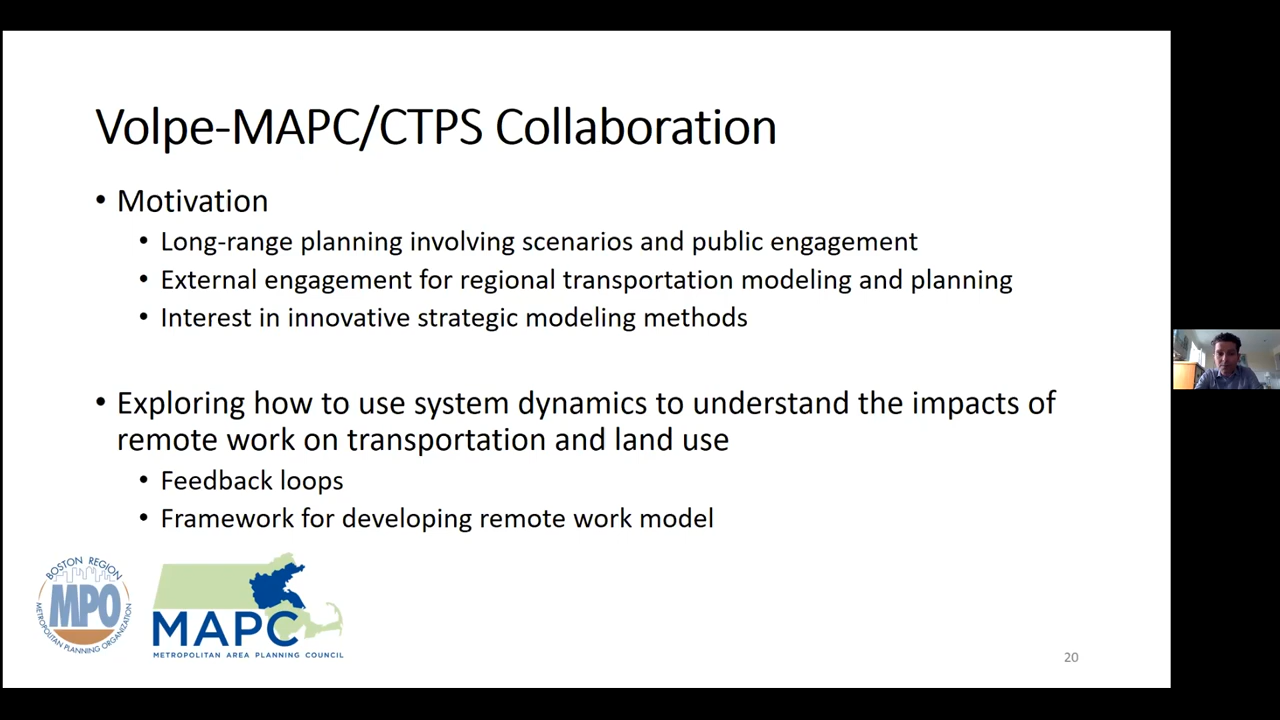 Volpe-MAPC/CTPS Collaboration
• Motivation
• Long-range planning involving scenarios and public engagement
• External engagement for regional transportation modeling and planning
• Interest in innovative strategic modeling methods
• Exploring how to use system dynamics to understand the impacts of
remote work on transportation and land use
• Feedback loops
• Framework for developing remote work model
BOSTON REGION
MPO
METROPOLITAN PLANNING ORGANIZATION
MAPC
METROPOLITAN AREA PLANNING COUNCIL
20